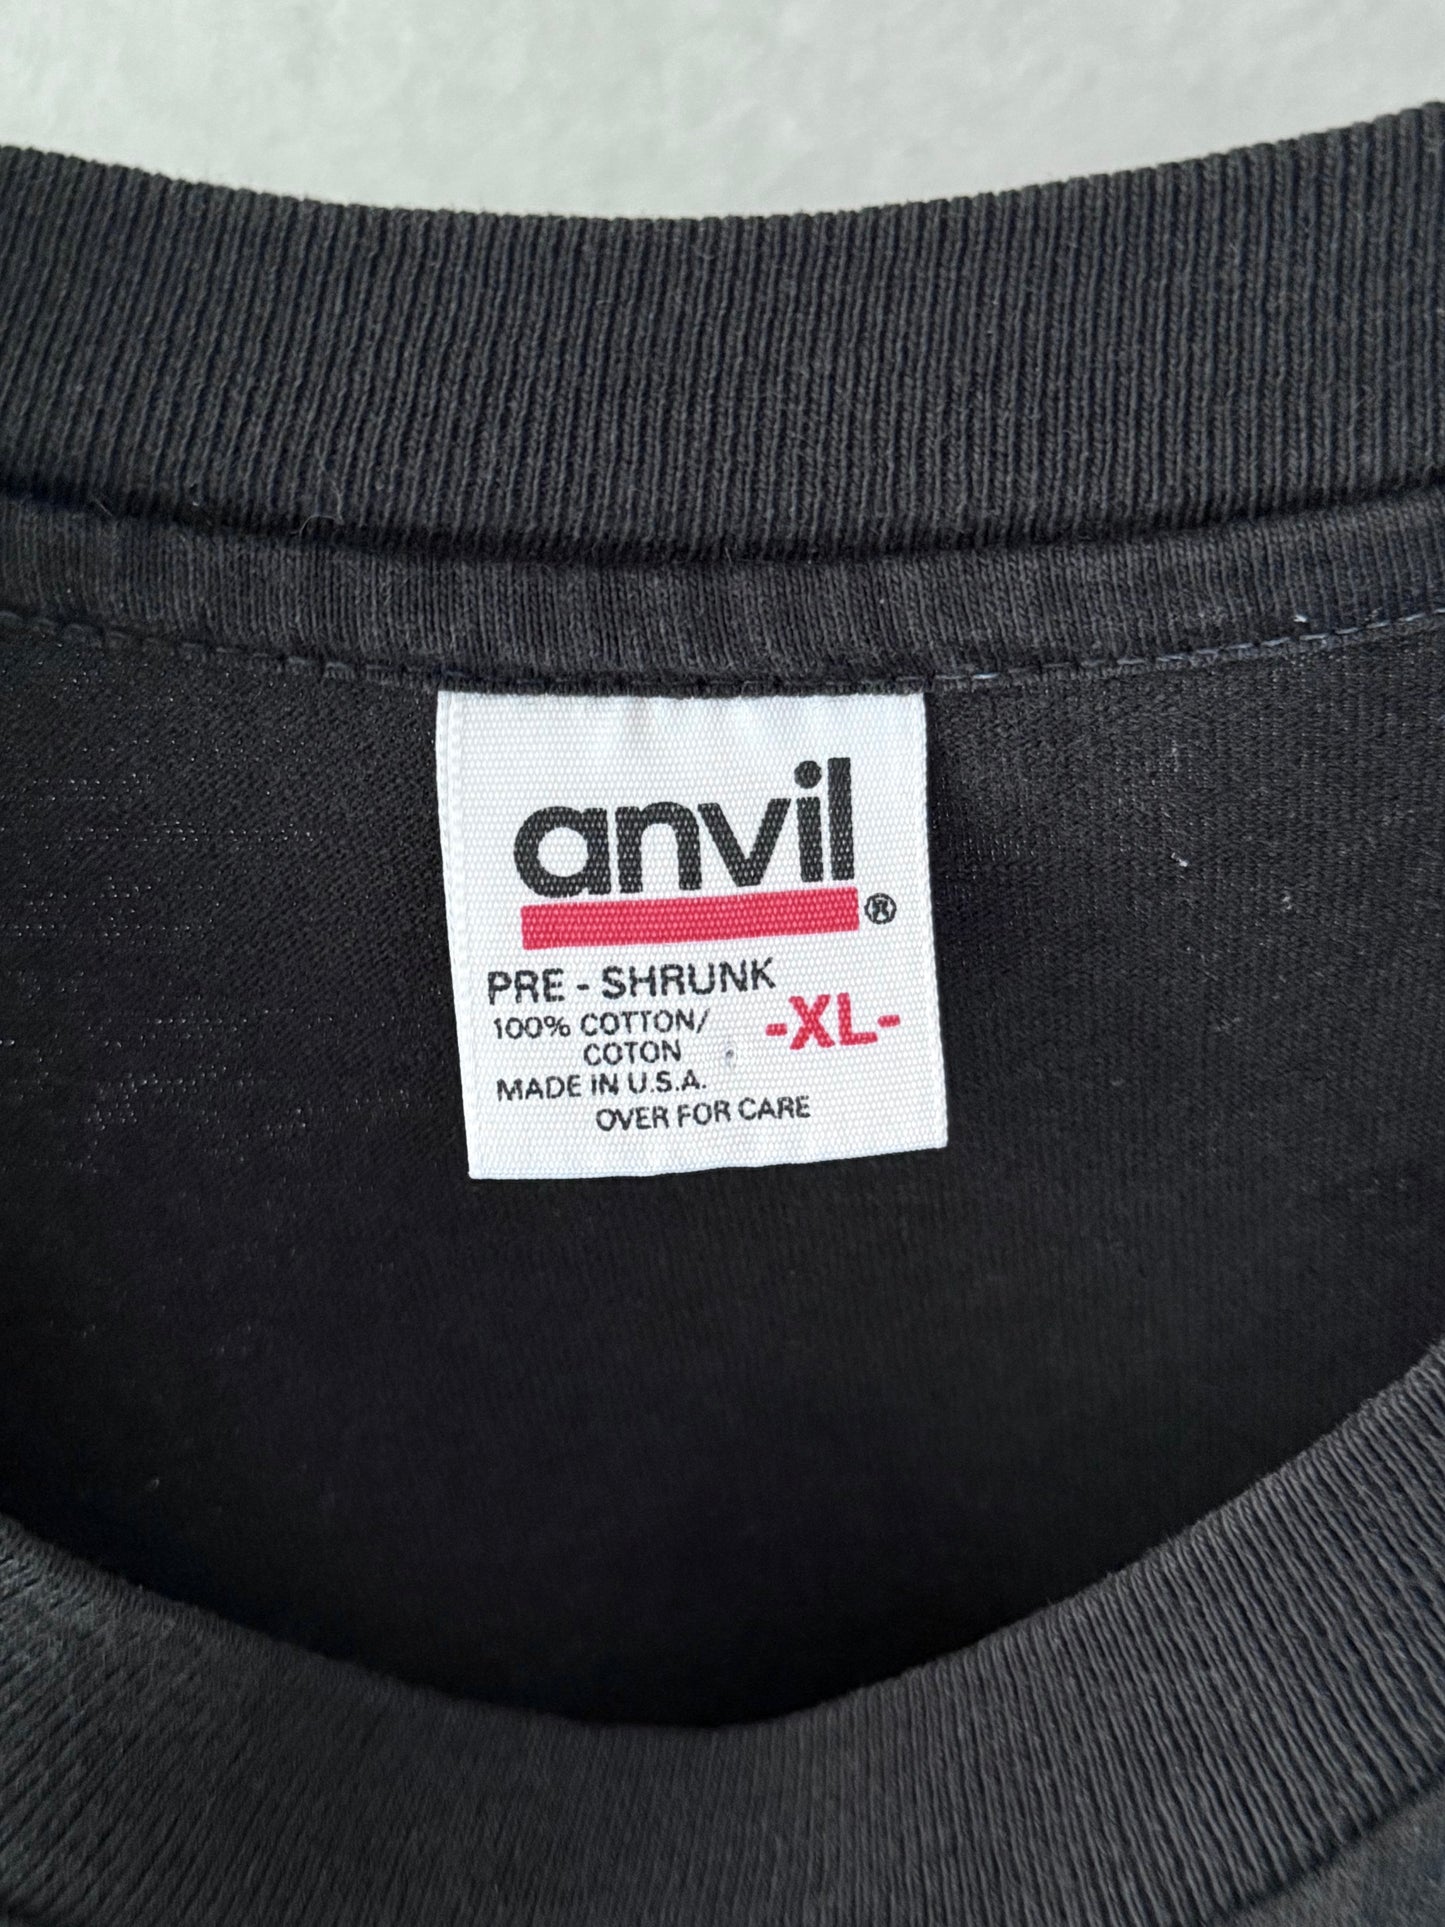 anvil®
PRE - SHRUNK
100% COTTON/
COTON
-XL-
MADE IN U.S.A.
OVER FOR CARE